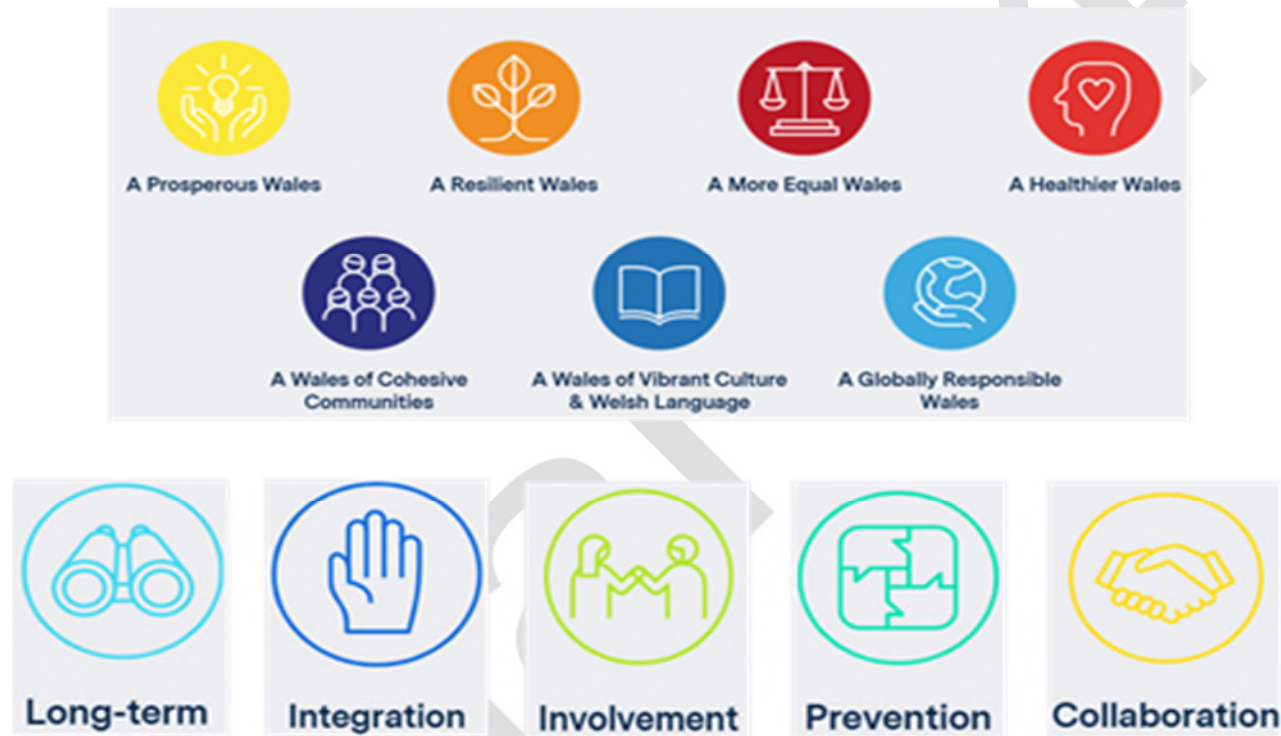 A Prosperous Wales
A Resilient Wales
A More Equal Wales
A Healthier Wales
A Wales of Cohesive
Communities
A Wales of Vibrant Culture
& Welsh Language
A Globally Responsible
Wales
Long-term
Integration
Involvement
Prevention
Collaboration